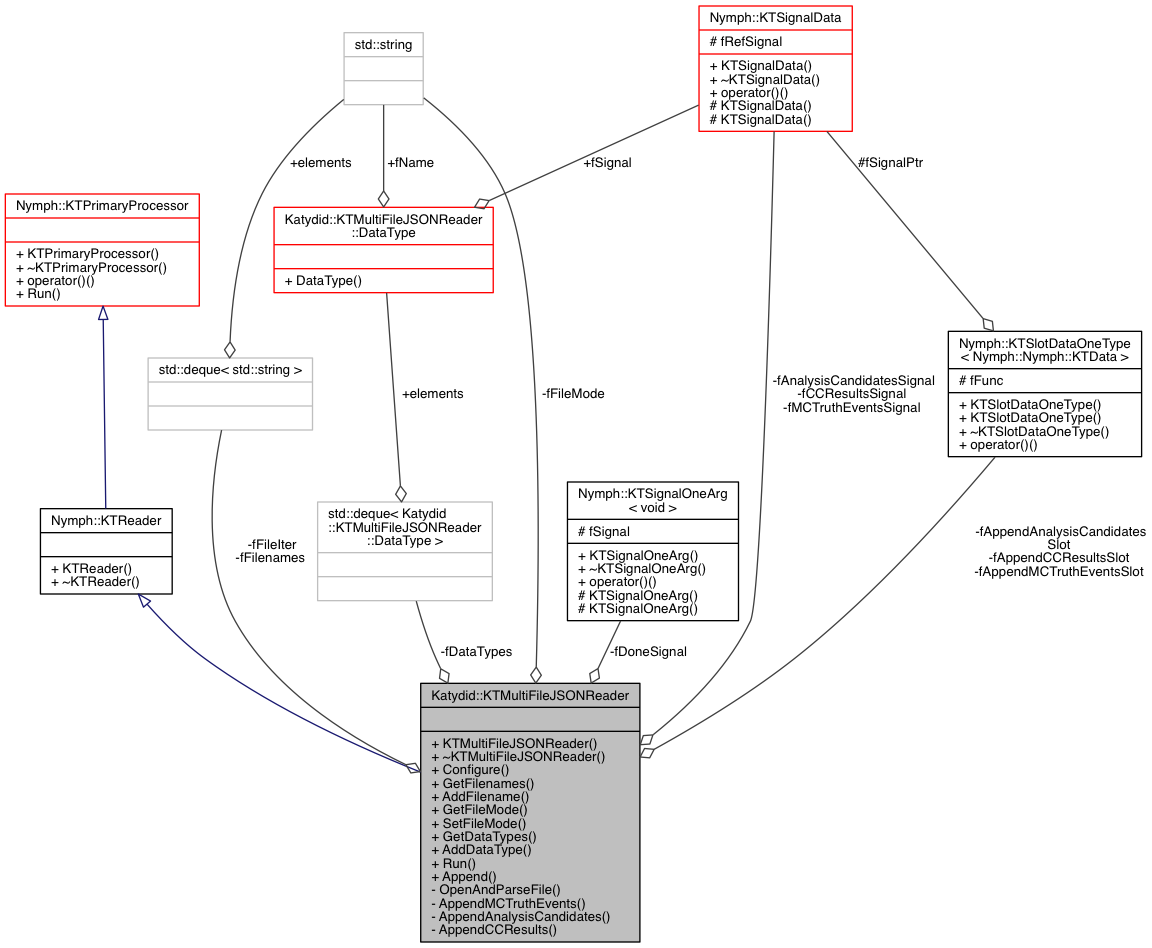 Nymph::KTSignalData
# fRefSignal
+ KTSignalData()
+ ~KTSignalData()
+ operator()()
# KTSignalData()
# KTSignalData()
std::string
+elements
+fName
+fSignal
#fSignalPtr
Nymph::KTPrimaryProcessor
+ KTPrimaryProcessor()
+ ~KTPrimaryProcessor()
+ operator()()
+ Run()
Katydid::KTMultiFileJSONReader
::DataType
+ DataType()
std::deque< std::string >
+elements
-fFileMode
-fAnalysisCandidatesSignal
-fCCResultsSignal
-fMCTruthEventsSignal
Nymph::KTSlotDataOneType
< Nymph::Nymph::KTData >
# fFunc
+ KTSlotDataOneType()
+ KTSlotDataOneType()
+ ~KTSlotDataOneType()
+ operator()()
Nymph::KTReader
+ KTReader()
+ ~KTReader()
-fFileIter
-fFilenames
std::deque< Katydid
::KTMultiFileJSONReader
::DataType >
Nymph::KTSignalOneArg
< void >
# fSignal
+ KTSignalOneArg()
+ ~KTSignalOneArg()
+ operator()()
# KTSignalOneArg()
# KTSignalOneArg()
-fAppendAnalysisCandidates
Slot
-fAppendCCResultsSlot
-fAppendMCTruthEventsSlot
-fDataTypes
-fDoneSignal
Katydid::KTMultiFileJSONReader
+ KTMultiFileJSONReader()
+ ~KTMultiFileJSONReader()
+ Configure()
+ GetFilenames()
+ AddFilename()
+ GetFileMode()
+ SetFileMode()
+ GetDataTypes()
+ AddDataType()
+ Run()
+ Append()
- OpenAndParseFile()
- AppendMCTruthEvents()
- AppendAnalysisCandidates()
- AppendCCResults()